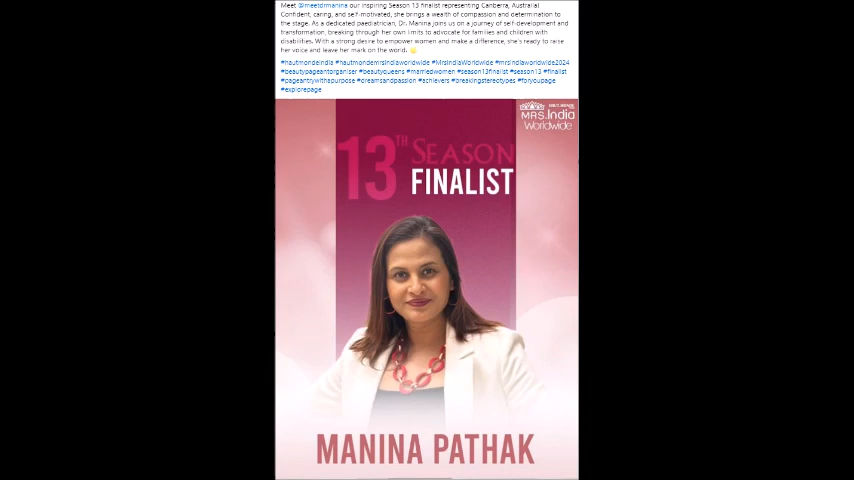 Meet @meetdrmanina our inspiring Season 13 finalist representing Canberra, Australia!
Confident, caring, and self-motivated, she brings a wealth of compassion and determination to
the stage. As a dedicated paediatrician, Dr. Manina joins us on a journey of self-development and
transformation, breaking through her own limits to advocate for families and children with
disabilities. With a strong desire to empower women and make a difference, she's ready to raise
her voice and leave her mark on the world.
#hautmondeindia #hautmondemrsindiaworldwide #MrsIndiaWorldwide #mrsindiaworldwide2024
#beautypageantorganiser #beautyqueens #marriedwomen #season13finalist #season13 #finalist
#pageantrywithapurpose #dreamsandpassion #achievers #breakingstereotypes #foryoupage
#explorepage
MRS.India
Worldwide
13TH SEASON
FINALIST
MANINA PATHAK